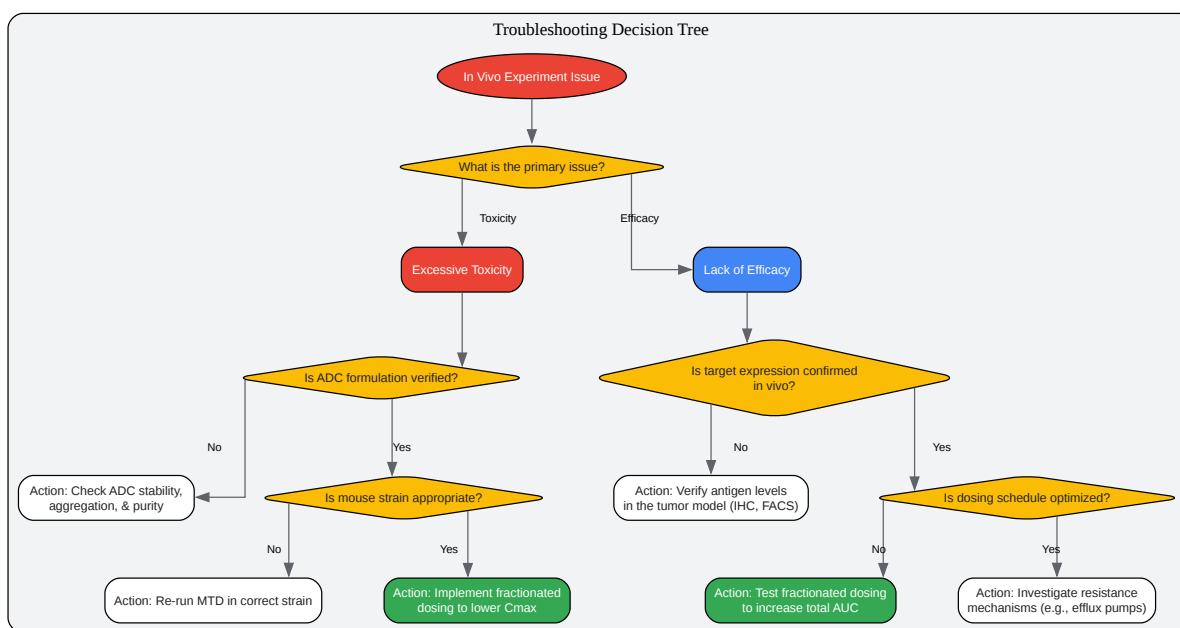 Troubleshooting Decision Tree
In Vivo Experiment Issue
What is the primary issue?
Toxicity
Efficacy
Excessive Toxicity
Lack of Efficacy
Is ADC formulation verified?
Is target expression confirmed
in vivo?
No
Yes
No
Yes
Action: Check ADC stability,
aggregation, & purity
Is mouse strain appropriate?
Action: Verify antigen levels
in the tumor model (IHC, FACS)
Is dosing schedule optimized?
No
Yes
No
Yes
Action: Re-run MTD in correct strain
Action: Implement fractionated
dosing to lower Cmax
Action: Test fractionated dosing
to increase total AUC
Action: Investigate resistance
mechanisms (e.g., efflux pumps)